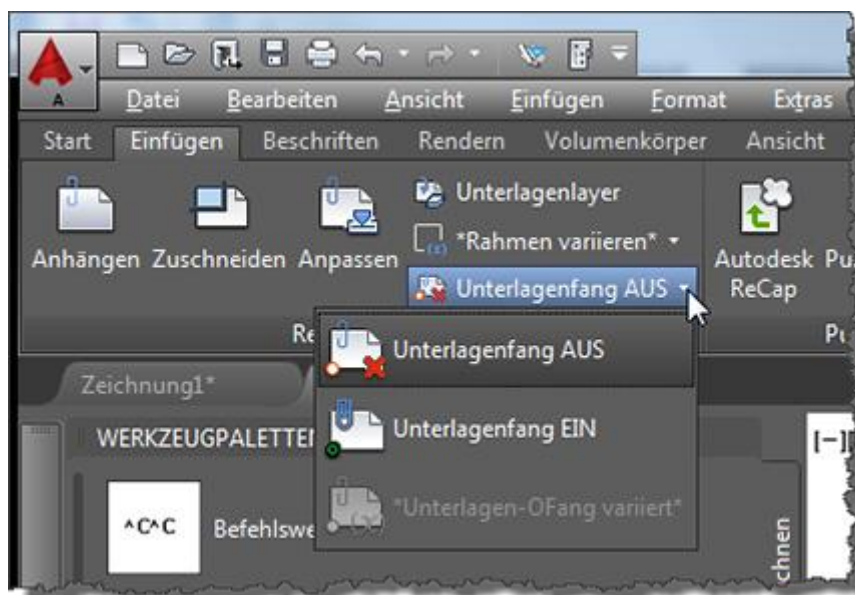 A
Datei Bearbeiten Ansicht Einfügen Format Extras
Start Einfügen Beschriften Rendern Volumenkörper Ansicht
Anhängen Zuschneiden Anpassen
Unterlagenlayer
*Rahmen variieren*
Unterlagenfang AUS
Autodesk
ReCap
Unterlagenfang AUS
Unterlagenfang EIN
*Unterlagen-OFang variiert*
Zeichnung1*
WERKZEUGPALETTEN
[−]
^C^C Befehlswe
chnen